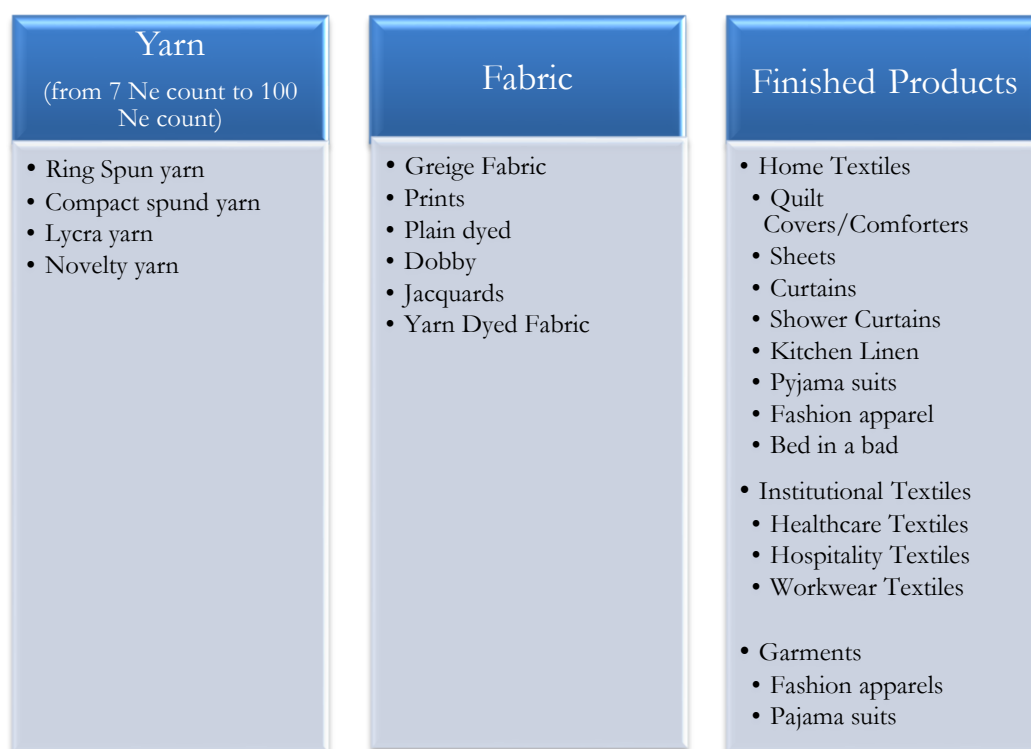 Yarn
(from 7 Ne count to 100
Ne count)
• Ring Spun yarn
• Compact spund yarn
• Lycra yarn
• Novelty yarn
Fabric
• Greige Fabric
• Prints
• Plain dyed
• Dobby
• Jacquards
• Yarn Dyed Fabric
Finished Products
• Home Textiles
• Quilt
Covers/Comforters
• Sheets
• Curtains
• Shower Curtains
• Kitchen Linen
• Pyjama suits
• Fashion apparel
• Bed in a bad
• Institutional Textiles
• Healthcare Textiles
• Hospitality Textiles
• Workwear Textiles
• Garments
• Fashion apparels
• Pajama suits